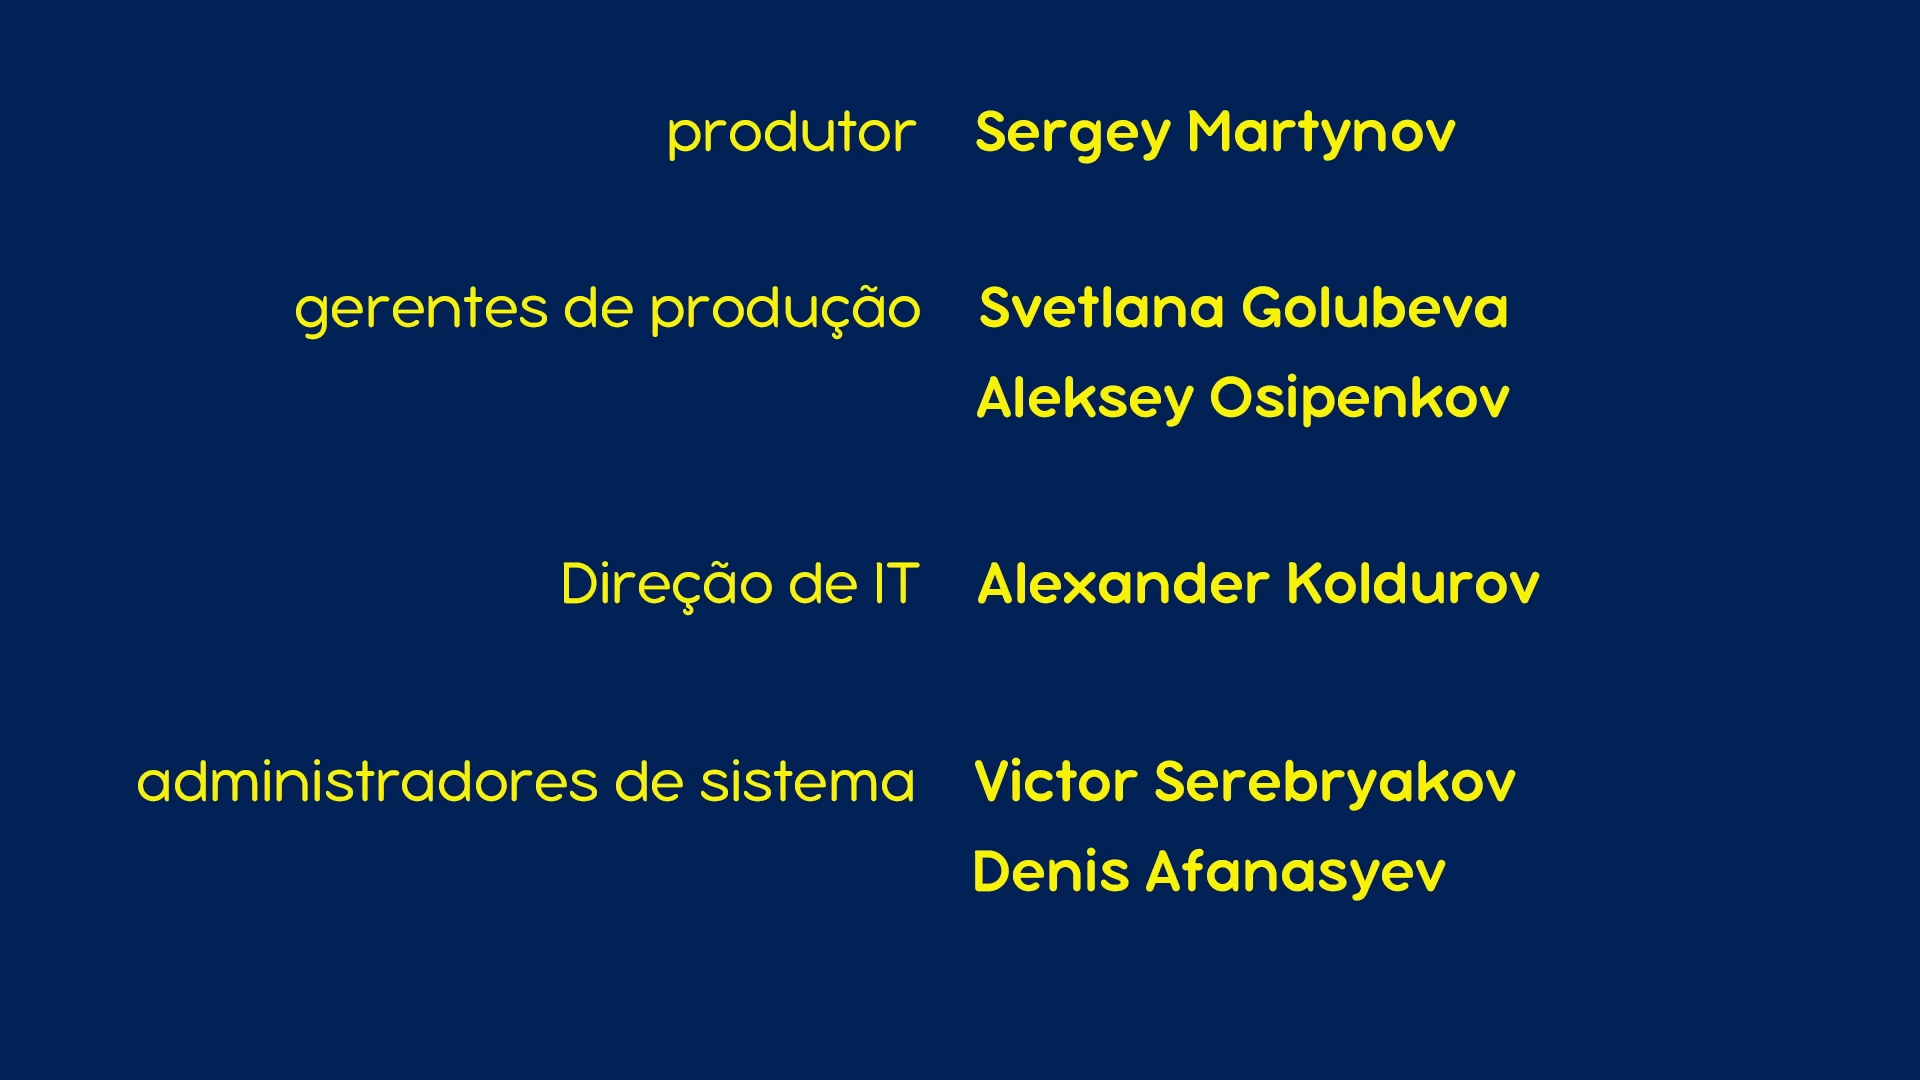 produtor Sergey Martynov
gerentes de produção Svetlana Golubeva
Aleksey Osipenkov
Direção de IT Alexander Koldurov
administradores de sistema Victor Serebryakov
Denis Afanasyev